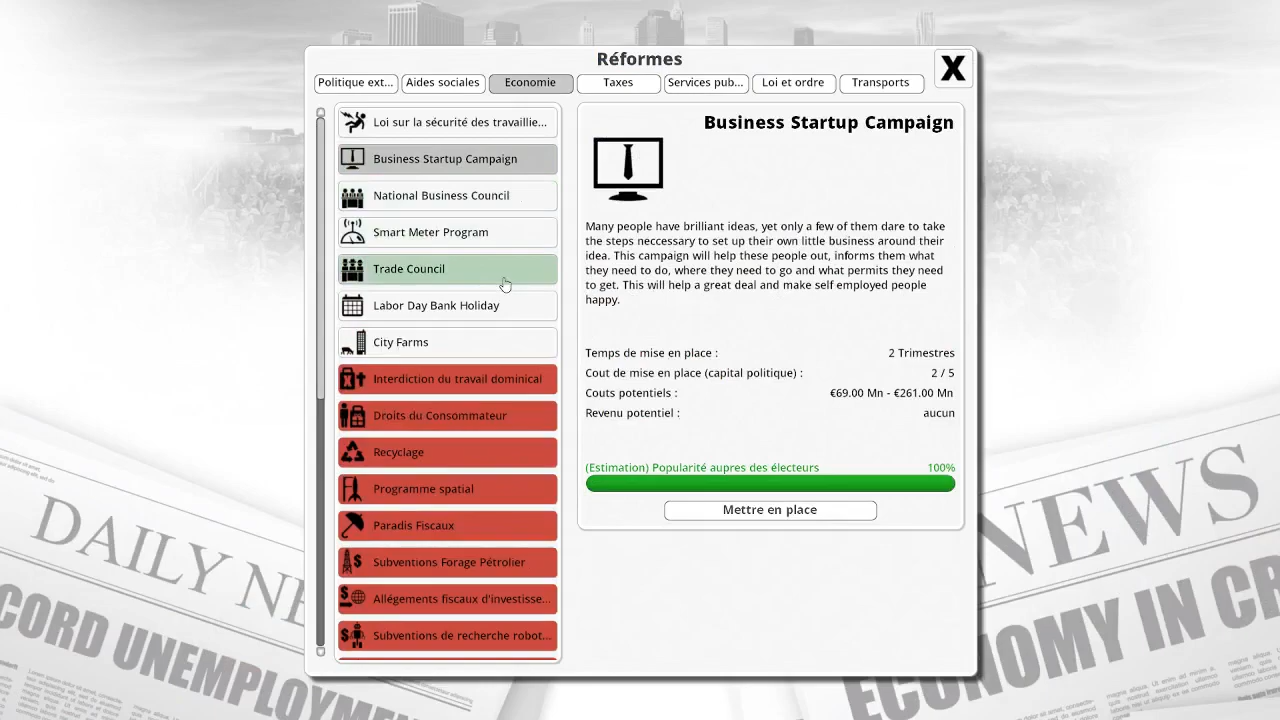 Réformes
X
Politique ext...
Aides sociales
Economie
Taxes
Services pub...
Loi et ordre
Transports
Loi sur la sécurité des travaillie...
Business Startup Campaign
National Business Council
Smart Meter Program
Trade Council
Labor Day Bank Holiday
City Farms
Interdiction du travail dominical
Droits du Consommateur
Recyclage
Programme spatial
Paradis Fiscaux
Subventions Forage Pétrolier
Allégements fiscaux d'investisse...
Subventions de recherche robot...
Business Startup Campaign
Many people have brilliant ideas, yet only a few of them dare to take
the steps neccessary to set up their own little business around their
idea. This campaign will help these people out, informs them what
they need to do, where they need to go and what permits they need
to get. This will help a great deal and make self employed people
happy.
Temps de mise en place : 2 Trimestres
Cout de mise en place (capital politique) : 2 / 5
Couts potentiels : €69.00 Mn - €261.00 Mn
Revenu potentiel : aucun
(Estimation) Popularité aupres des électeurs 100%
Mettre en place
DAILY NE
CORD UNEMPLOYM
NEWS
ECONOMY IN CR